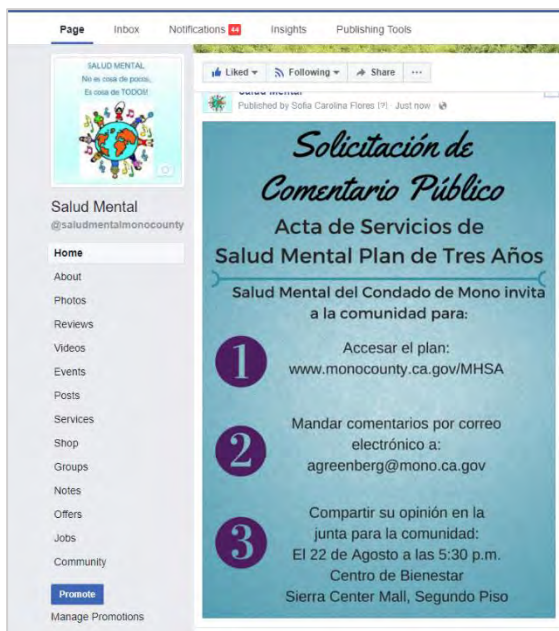 Page Inbox Notifications 44 Insights Publishing Tools
SALUD MENTAL
No es cosa de pocos,
Es cosa de TODOS!
Salud Mental
@saludmentalmonocounty
Home
About
Photos
Reviews
Videos
Events
Posts
Services
Shop
Groups
Notes
Offers
Jobs
Community
Promote
Manage Promotions
Liked Following Share
Salud Mental
Published by Sofia Carolina Flores [?] · Just now ·
Solicitación de
Comentario Público
Acta de Servicios de
Salud Mental Plan de Tres Años
Salud Mental del Condado de Mono invita
a la comunidad para:
1
Accesar el plan:
www.monocounty.ca.gov/MHSA
2
Mandar comentarios por correo
electrónico a:
agreenberg@mono.ca.gov
3
Compartir su opinión en la
junta para la comunidad:
El 22 de Agosto a las 5:30 p.m.
Centro de Bienestar
Sierra Center Mall, Segundo Piso